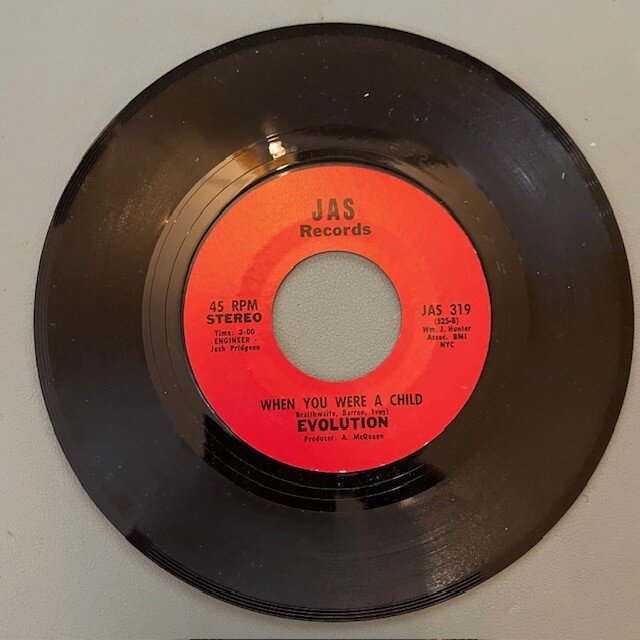 JAS
Records
45 RPM
STEREO
Time: 3:00
ENGINEER -
Josh Pridgeen
JAS 319
(525-B)
Wm. J. Hunter
Assoc. BMI
NYC
WHEN YOU WERE A CHILD
Braithwaite, Barron, Ivey)
EVOLUTION
Producer: A. McQueen